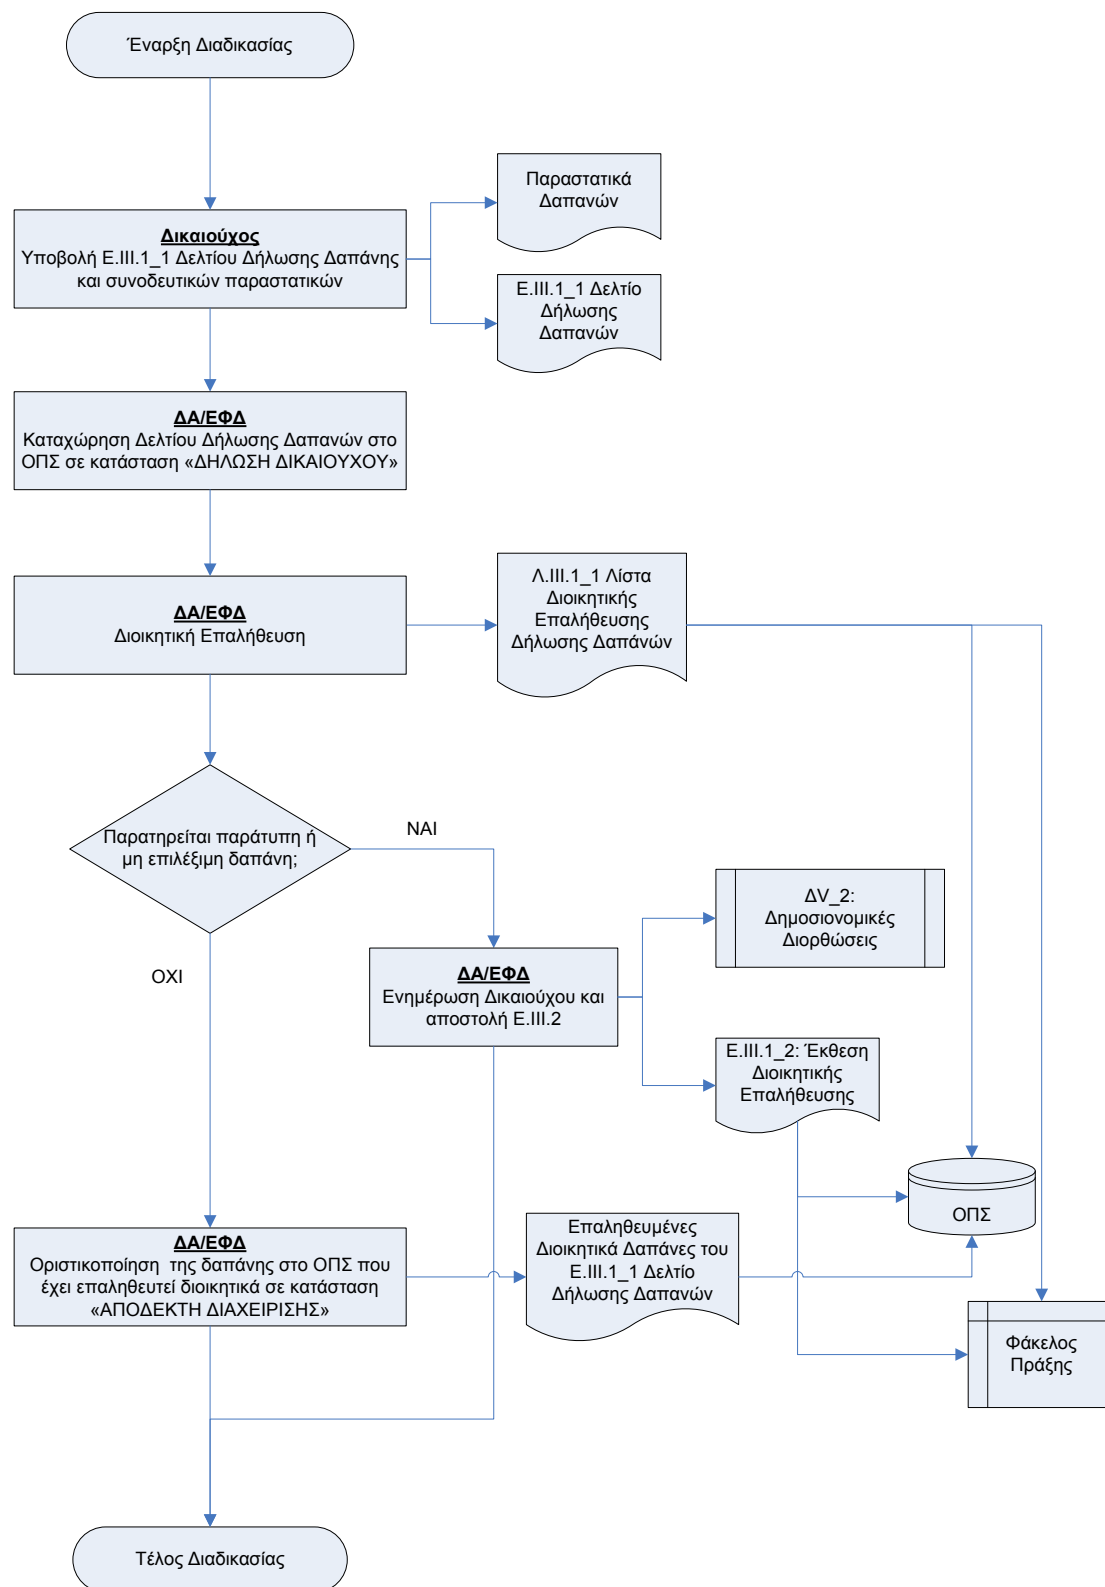 Έναρξη Διαδικασίας
Παραστατικά
Δαπανών
Δικαιούχος
Υποβολή Ε.ΙΙΙ.1_1 Δελτίου Δήλωσης Δαπάνης
και συνοδευτικών παραστατικών
Ε.ΙΙΙ.1_1 Δελτίο
Δήλωσης
Δαπανών
ΔΑ/ΕΦΔ
Καταχώρηση Δελτίου Δήλωσης Δαπανών στο
ΟΠΣ σε κατάσταση «ΔΗΛΩΣΗ ΔΙΚΑΙΟΥΧΟΥ»
ΔΑ/ΕΦΔ
Διοικητική Επαλήθευση
Λ.ΙΙΙ.1_1 Λίστα
Διοικητικής
Επαλήθευσης
Δήλωσης Δαπάνών
Παρατηρείται παράτυπη ή
μη επιλέξιμη δαπάνη;
ΝΑΙ
ΟΧΙ
ΔΑ/ΕΦΔ
Ενημέρωση Δικαιούχου και
αποστολή Ε.ΙΙΙ.2
ΔV_2:
Δημοσιονομικές
Διορθώσεις
Ε.ΙΙΙ.1_2: Έκθεση
Διοικητικής
Επαλήθευσης
ΟΠΣ
ΔΑ/ΕΦΔ
Οριστικοποίηση της δαπάνης στο ΟΠΣ που
έχει επαληθευτεί διοικητικά σε κατάσταση
«ΑΠΟΔΕΚΤΗ ΔΙΑΧΕΙΡΙΣΗΣ»
Επαληθευμένες
Διοικητικά Δαπάνες του
Ε.ΙΙΙ.1_1 Δελτίο
Δήλωσης Δαπανών
Φάκελος
Πράξης
Τέλος Διαδικασίας